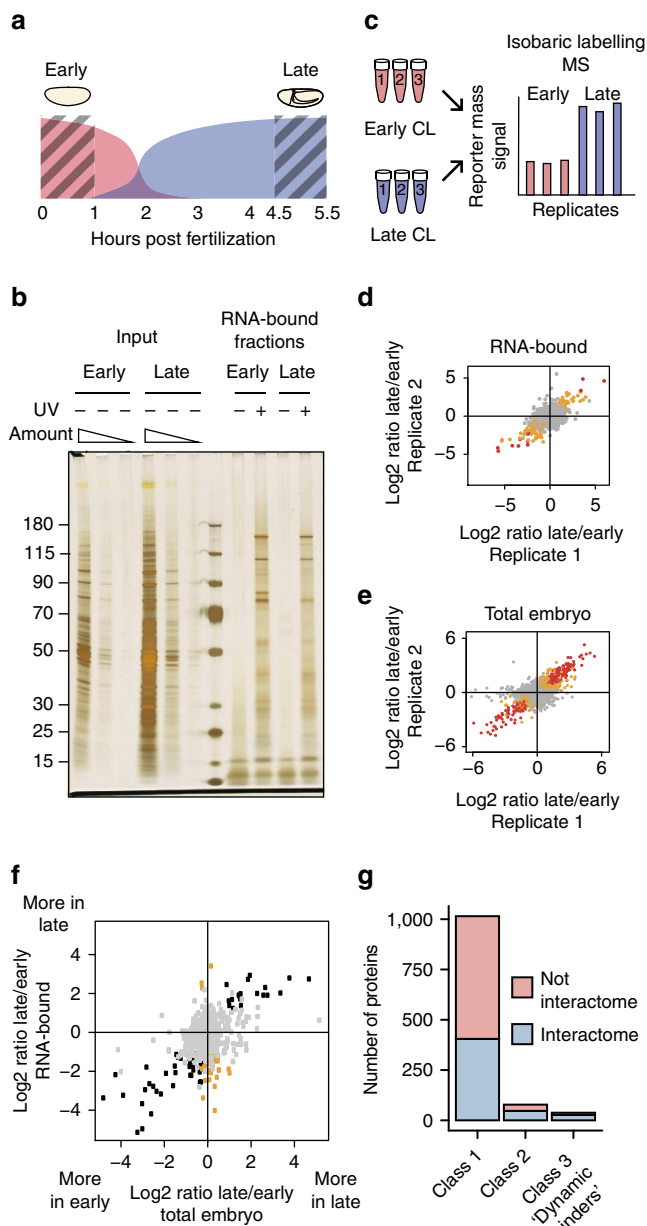 a
Early
Late
0 1 2 3 4.5 5.5
Hours post fertilization
c
Isobaric labelling
MS
1 2 3
Early CL
1 2 3
Late CL
Reporter mass
signal
Early Late
Replicates
b
Input
RNA-bound
fractions
Early Late Early Late
UV – – – – – – – + – +
Amount
180
115
90
70
50
30
25
15
d
RNA-bound
Log2 ratio late/early
Replicate 2
5
0
−5
−5 0 5
Log2 ratio late/early
Replicate 1
e
Total embryo
Log2 ratio late/early
Replicate 2
6
0
−6
−6 0 6
Log2 ratio late/early
Replicate 1
f
More in
late
Log2 ratio late/early
RNA-bound
4
2
0
−2
−4
−4 −2 0 2 4
More
in early
Log2 ratio late/early
total embryo
More
in late
g
Number of proteins
1,000
750
500
250
0
Not
interactome
Interactome
Class 1
Class 2
Class 3
'Dynamic
inders'